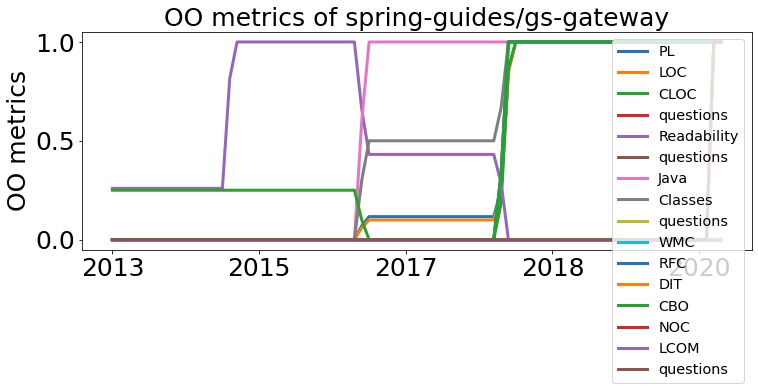 OO metrics of spring-guides/gs-gateway
OO metrics
1.0
0.5
0.0
2013
2015
2017
2018
2020
PL
LOC
CLOC
questions
Readability
questions
Java
Classes
questions
WMC
RFC
DIT
CBO
NOC
LCOM
questions